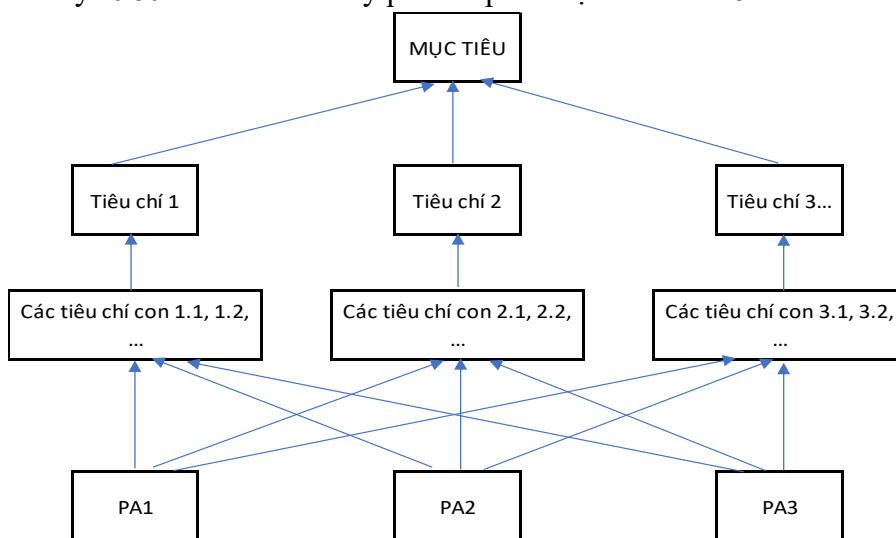 MỤC TIÊU
Tiêu chí 1
Tiêu chí 2
Tiêu chí 3...
Các tiêu chí con 1.1, 1.2,
...
Các tiêu chí con 2.1, 2.2,
...
Các tiêu chí con 3.1, 3.2,
...
PA1
PA2
PA3